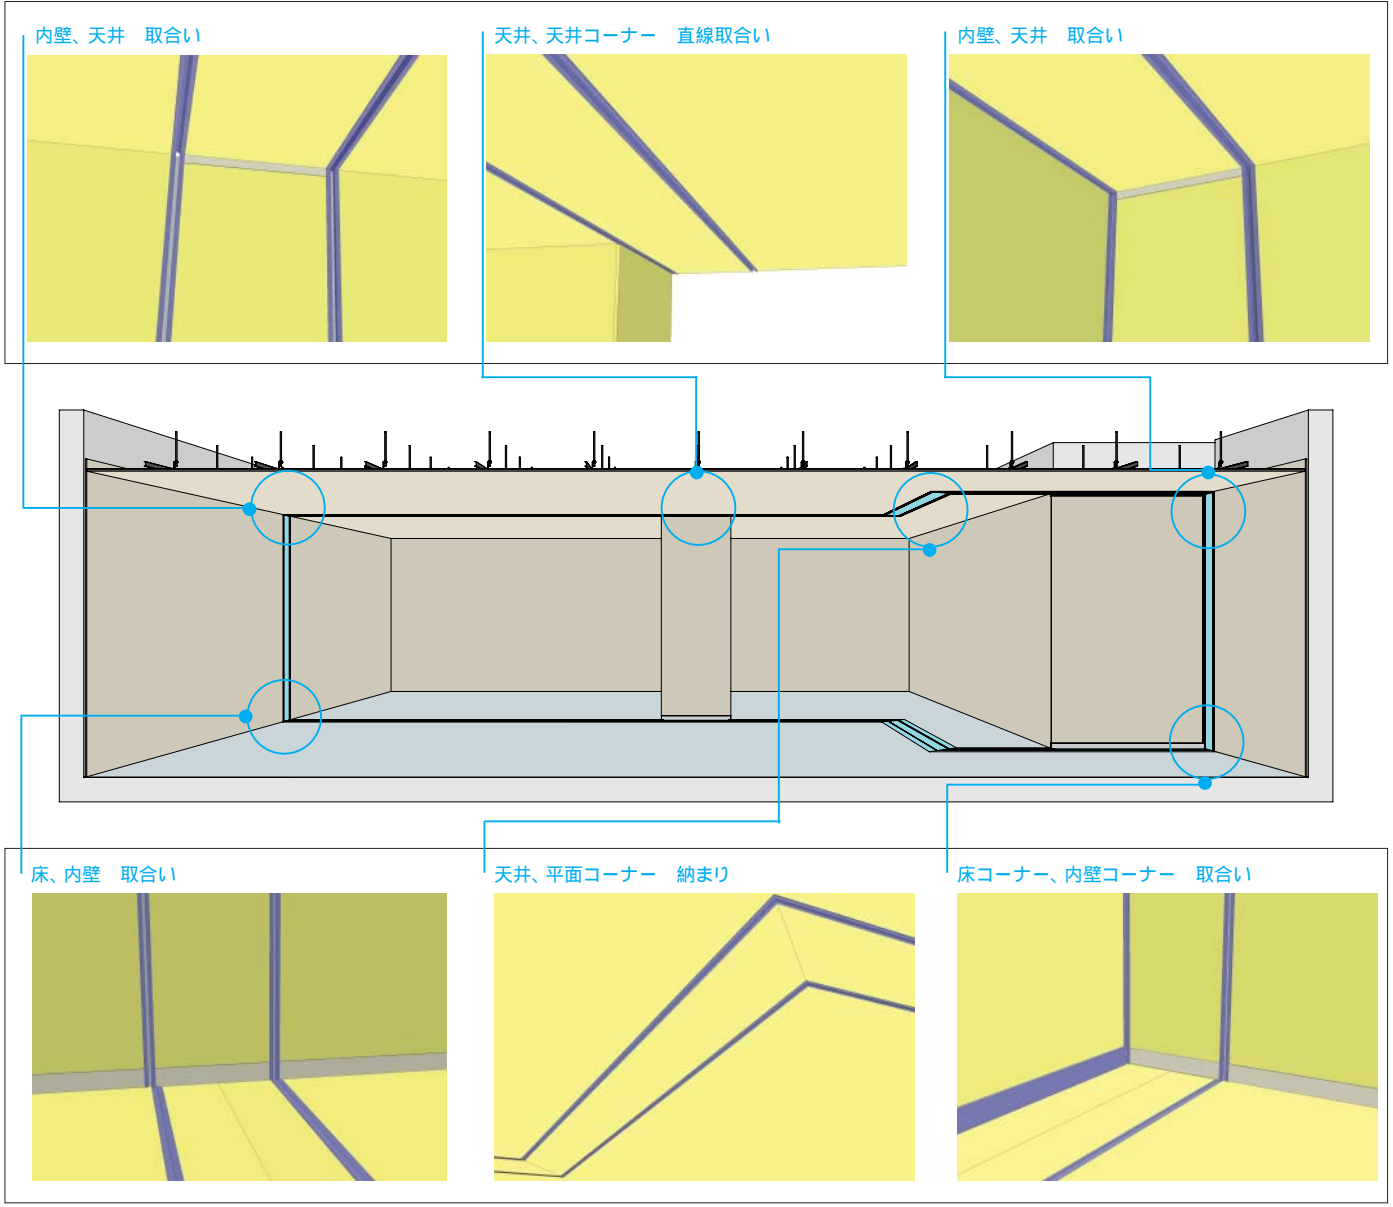 内壁、天井　取合い
天井、天井コーナー　直線取合い
内壁、天井　取合い
床、内壁　取合い
天井、平面コーナー　納まり
床コーナー、内壁コーナー　取合い